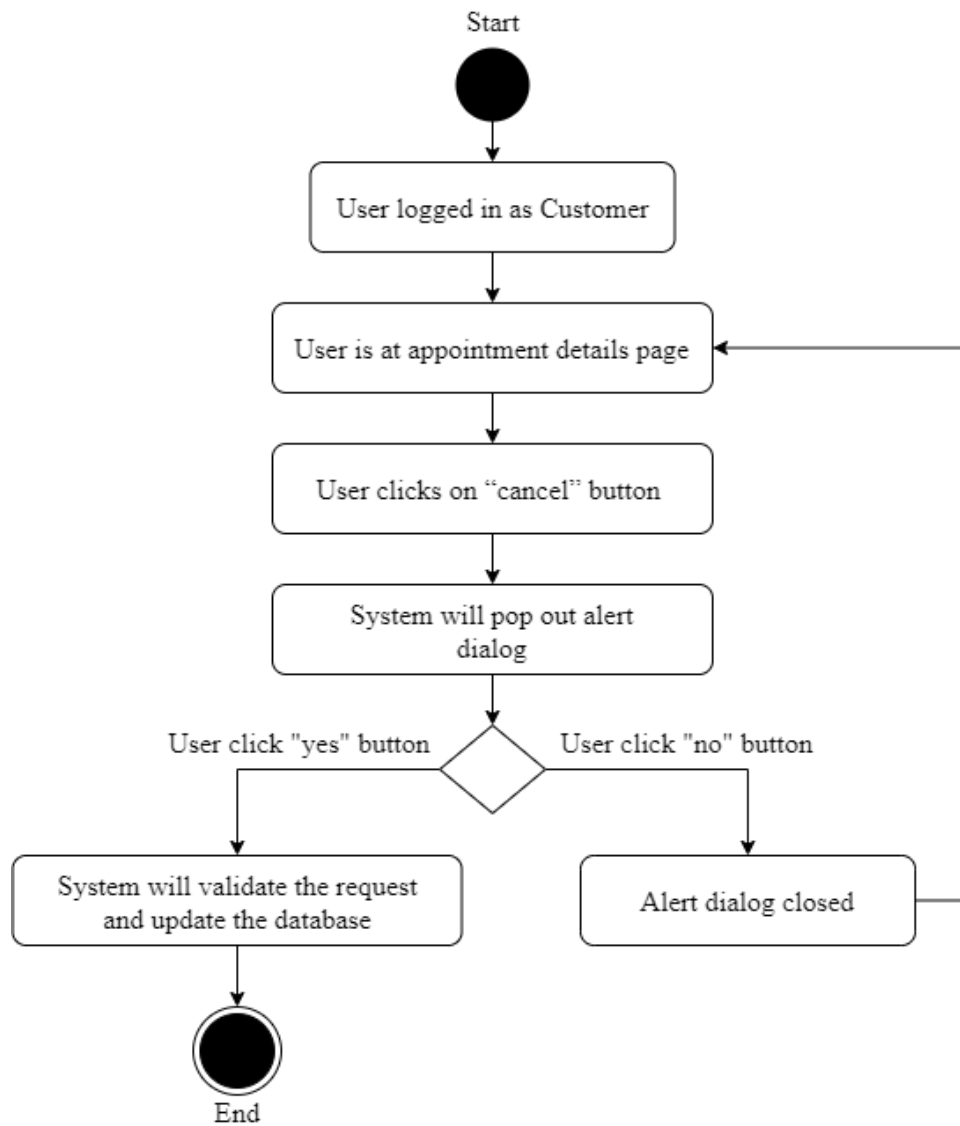 Start
User logged in as Customer
User is at appointment details page
User clicks on “cancel” button
System will pop out alert
dialog
User click "yes" button
User click "no" button
System will validate the request
and update the database
Alert dialog closed
End